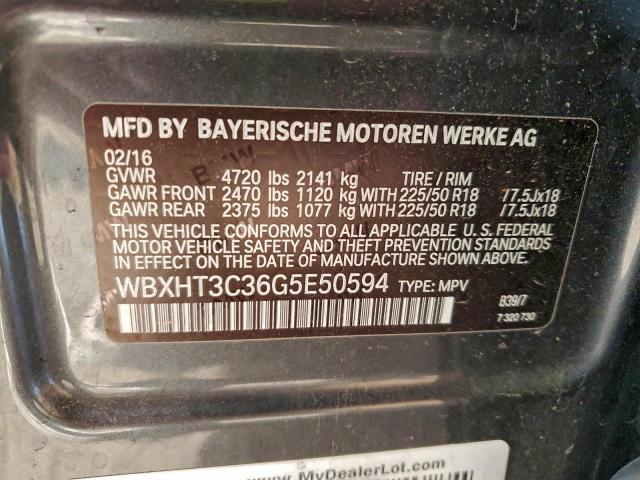 MFD BY BAYERISCHE MOTOREN WERKE AG
02/16
GVWR 4720 lbs 2141 kg TIRE / RIM
GAWR FRONT 2470 lbs 1120 kg WITH 225/50 R18 /7.5Jx18
GAWR REAR 2375 lbs 1077 kg WITH 225/50 R18 /7.5Jx18
THIS VEHICLE CONFORMS TO ALL APPLICABLE U. S. FEDERAL
MOTOR VEHICLE SAFETY AND THEFT PREVENTION STANDARDS
IN EFFECT ON THE DATE OF MANUFACTURE SHOWN ABOVE.
WBXHT3C36G5E50594 TYPE: MPV
B39/7
7 320 730
www.MyDealerLot.com